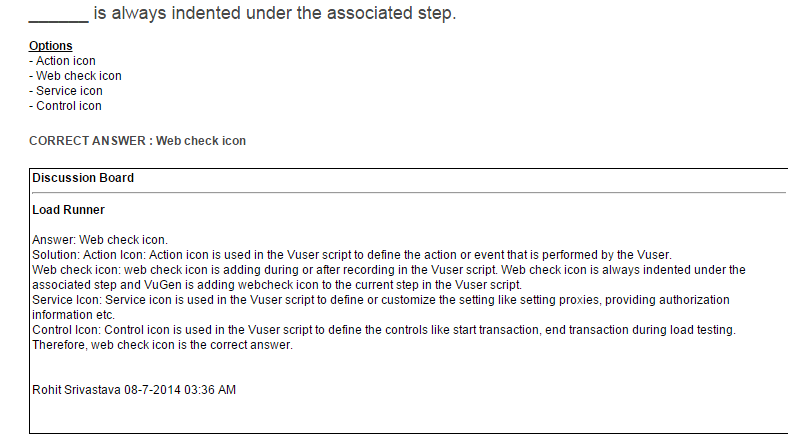 ______ is always indented under the associated step.
Options
- Action icon
- Web check icon
- Service icon
- Control icon
CORRECT ANSWER : Web check icon
Discussion Board
Load Runner
Answer: Web check icon.
Solution: Action Icon: Action icon is used in the Vuser script to define the action or event that is performed by the Vuser.
Web check icon: web check icon is adding during or after recording in the Vuser script. Web check icon is always indented under the
associated step and VuGen is adding webcheck icon to the current step in the Vuser script.
Service Icon: Service icon is used in the Vuser script to define or customize the setting like setting proxies, providing authorization
information etc.
Control Icon: Control icon is used in the Vuser script to define the controls like start transaction, end transaction during load testing.
Therefore, web check icon is the correct answer.
Rohit Srivastava 08-7-2014 03:36 AM